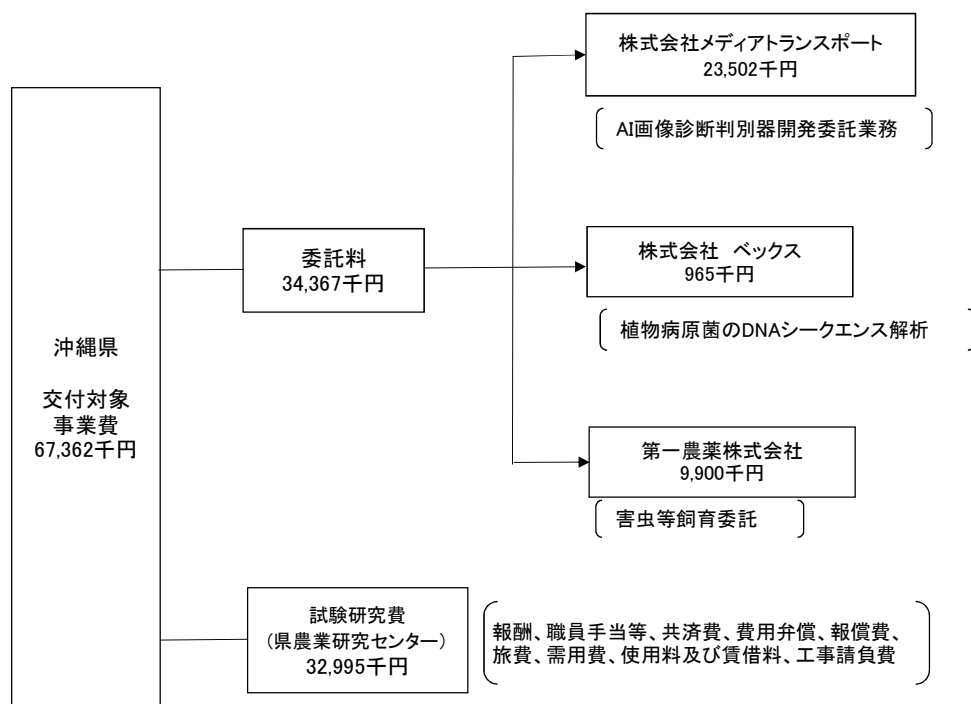 沖縄県
交付対象
事業費
67,362千円
委託料
34,367千円
株式会社メディアトランスポート
23,502千円
AI画像診断判別器開発委託業務
株式会社 ベックス
965千円
植物病原菌のDNAシークエンス解析
第一農薬株式会社
9,900千円
害虫等飼育委託
試験研究費
(県農業研究センター)
32,995千円
報酬、職員手当等、共済費、費用弁償、報償費、
旅費、需用費、使用料及び賃借料、工事請負費